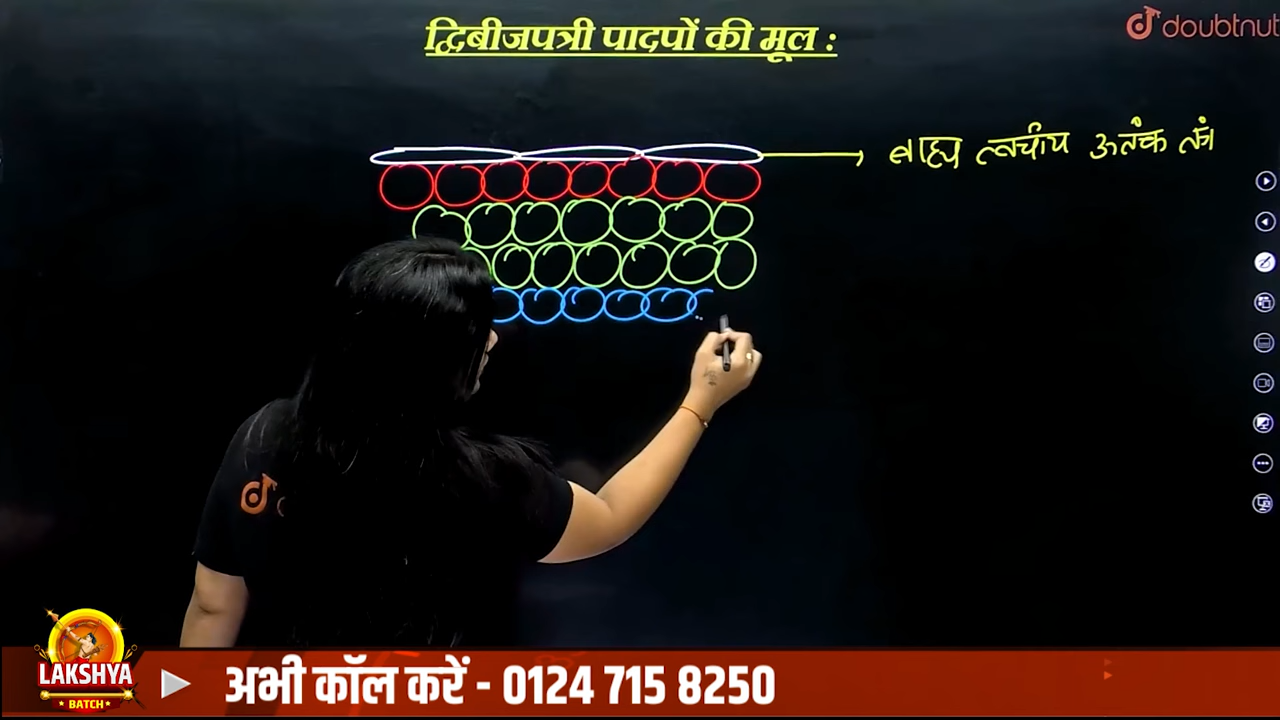 द्विबीजपत्री पादपों की मूल :
doubtnut
बाह्य त्वचीय ऊतक तंत्र
LAKSHYA
BATCH
अभी कॉल करें - 0124 715 8250